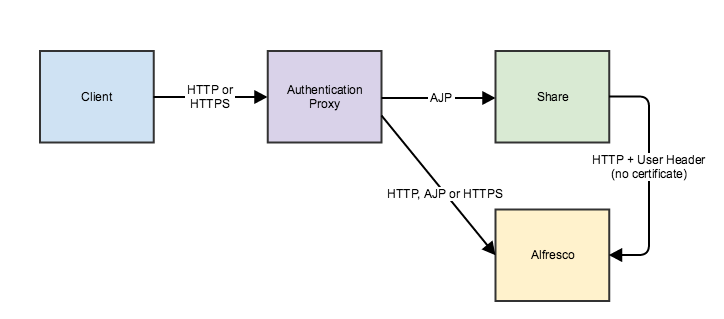 Client
HTTP or
HTTPS
Authentication
Proxy
AJP
Share
HTTP + User Header
(no certificate)
HTTP, AJP or HTTPS
Alfresco